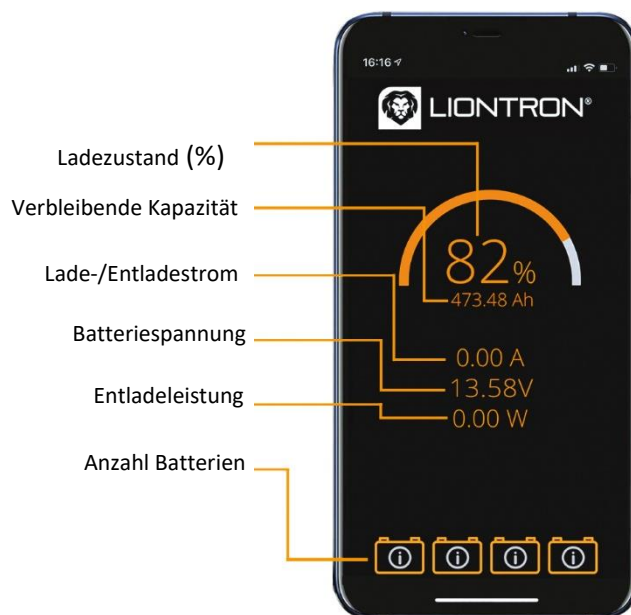 16:16
LIONTRON®
Ladezustand (%)
Verbleibende Kapazität
Lade-/Entladestrom
Batteriespannung
Entladeleistung
Anzahl Batterien
82%
473.48 Ah
0.00 A
13.58V
0.00 W